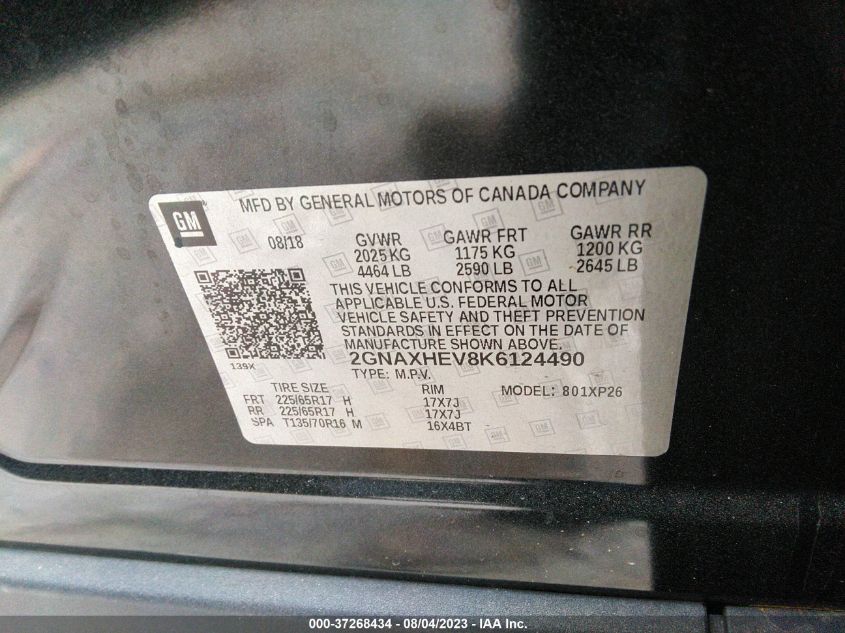 GM
MFD BY GENERAL MOTORS OF CANADA COMPANY
08/18 GVWR GAWR FRT GAWR RR
2025 KG 1175 KG 1200 KG
4464 LB 2590 LB 2645 LB
THIS VEHICLE CONFORMS TO ALL
APPLICABLE U.S. FEDERAL MOTOR
VEHICLE SAFETY AND THEFT PREVENTION
STANDARDS IN EFFECT ON THE DATE OF
MANUFACTURE SHOWN ABOVE.
139X 2GNAXHEV8K6124490
TYPE: M.P.V. MODEL: 801XP26
TIRE SIZE RIM
FRT 225/65R17 H 17X7J
RR 225/65R17 H 17X7J
SPA T135/70R16 M 16X4BT
000-37268434 - 08/04/2023 - IAA Inc.